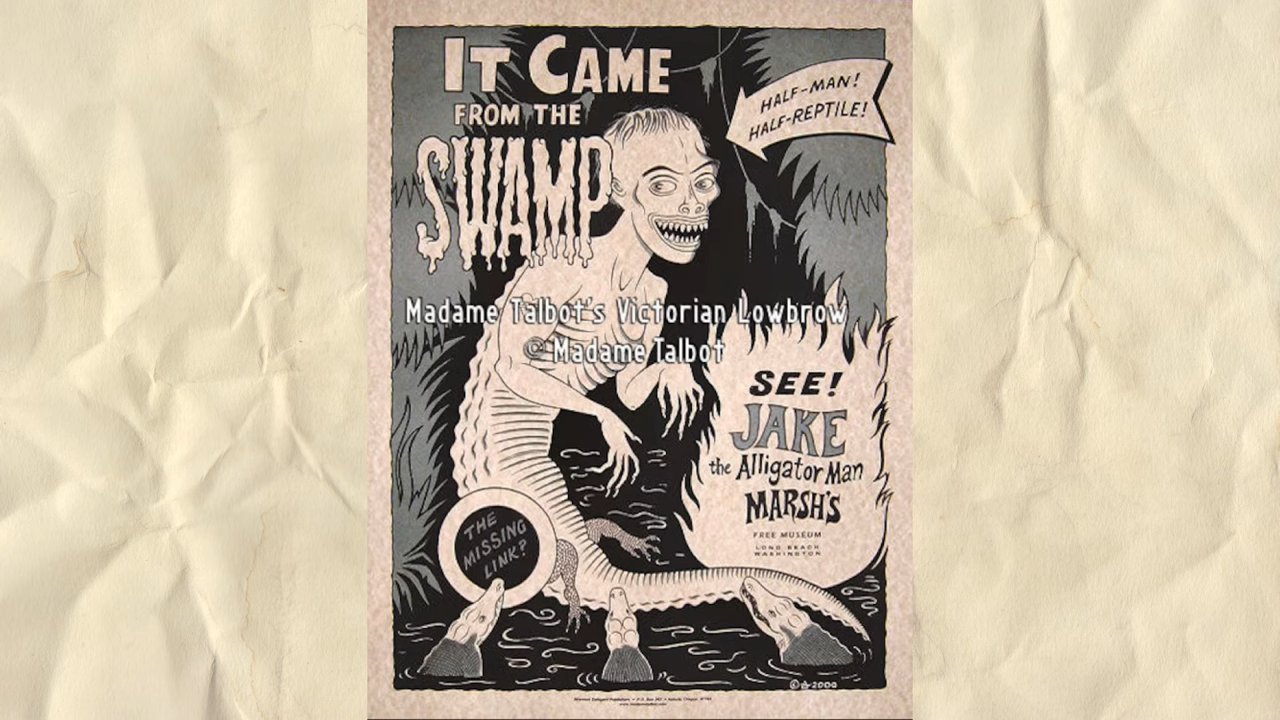 IT CAME
FROM THE
SWAMP
HALF-MAN!
HALF-REPTILE!
Madame Talbot's Victorian Lowbrow
© Madame Talbot
SEE!
JAKE
the Alligator Man
MARSH'S
FREE MUSEUM
LONG BEACH
WASHINGTON
THE
MISSING
LINK?
2000